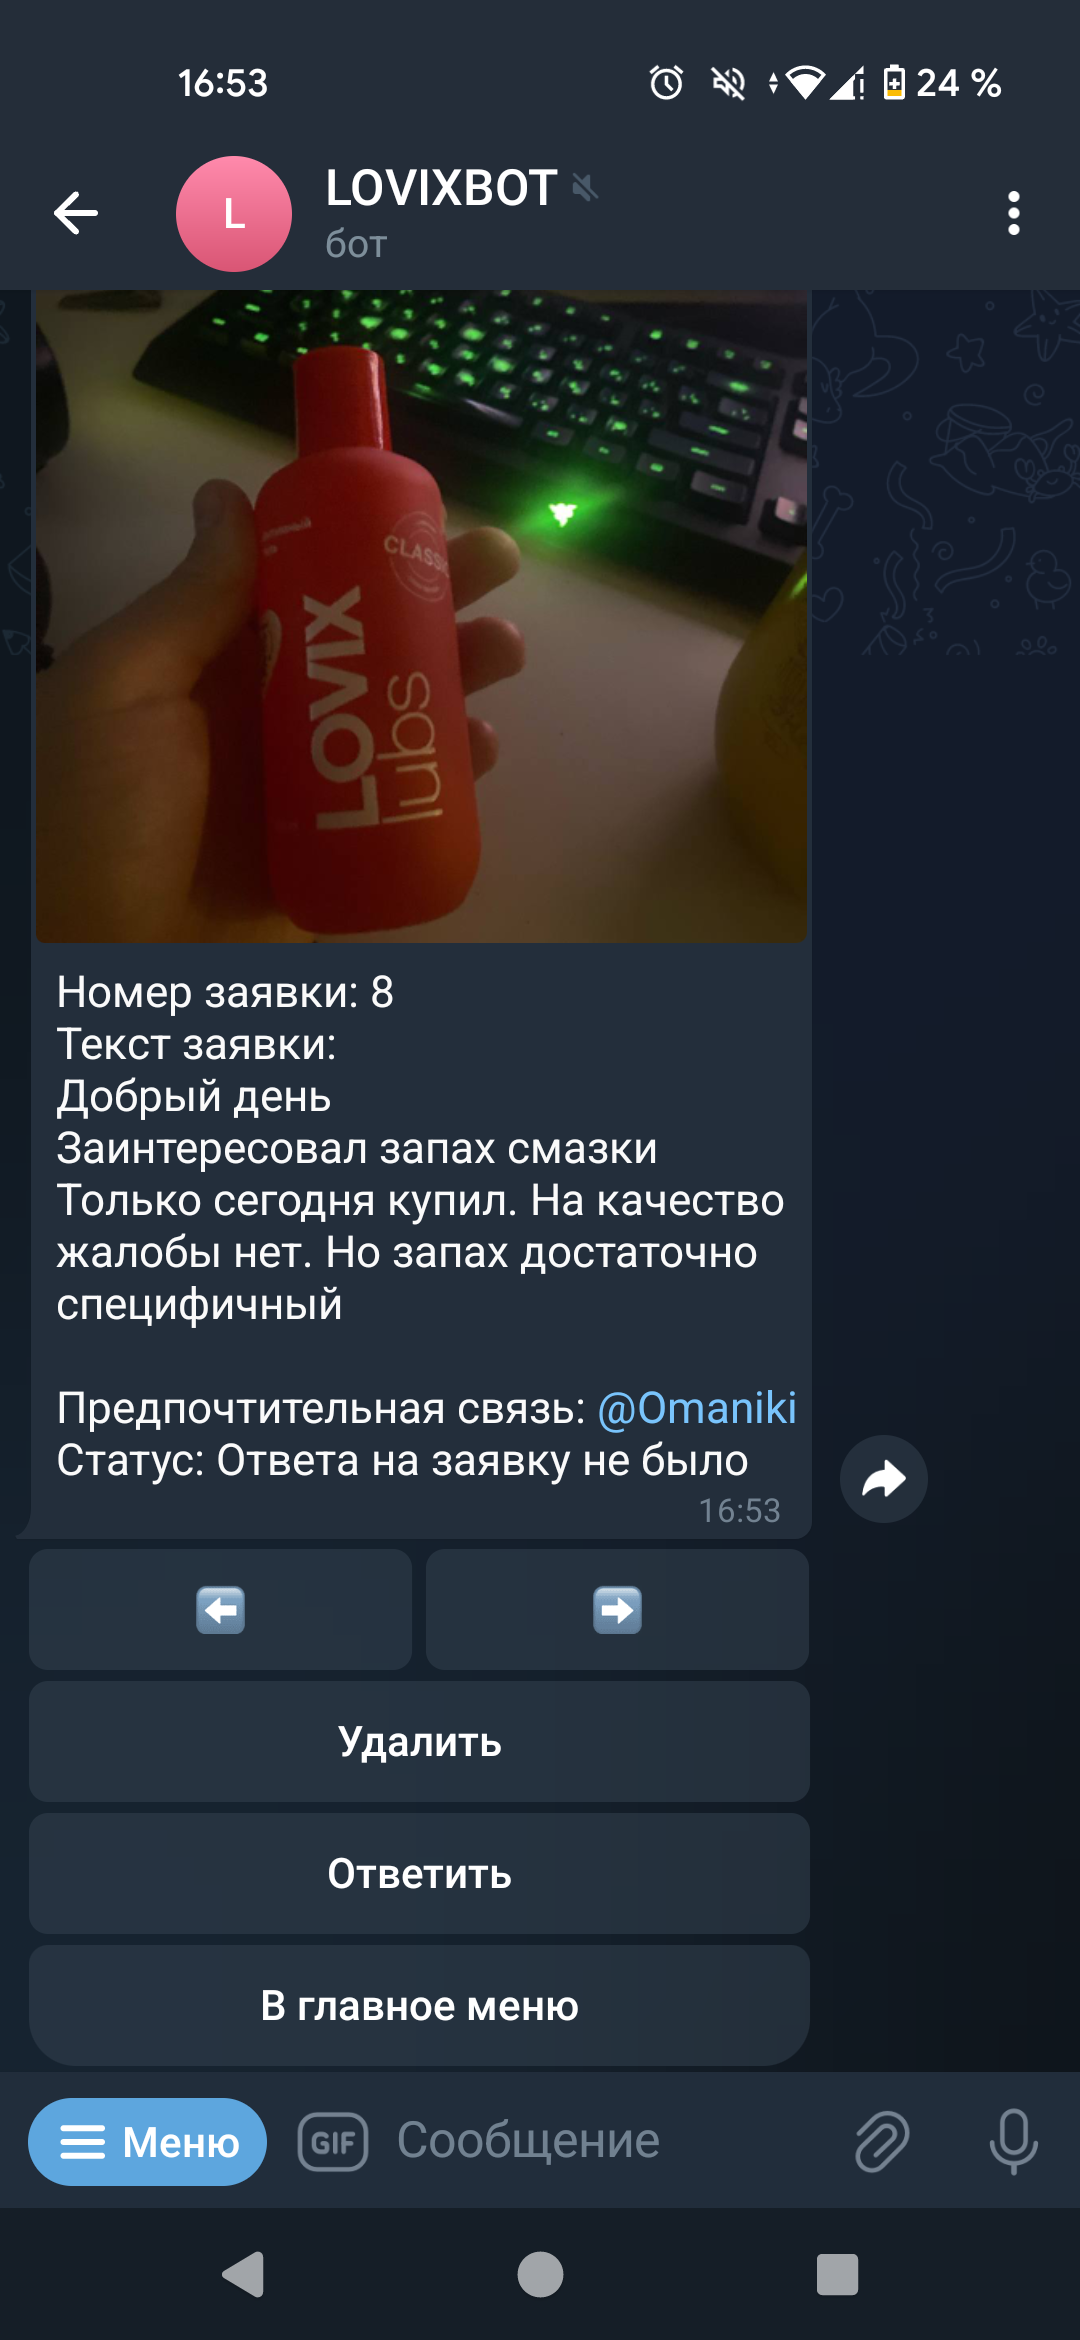 16:53
24 %
L
LOVIXBOT
бот
CLASSIC
LOVIX
lubs
Номер заявки: 8
Текст заявки:
Добрый день
Заинтересовал запах смазки
Только сегодня купил. На качество
жалобы нет. Но запах достаточно
специфичный
Предпочтительная связь: @Omaniki
Статус: Ответа на заявку не было
16:53
Удалить
Ответить
В главное меню
Меню
GIF
Сообщение